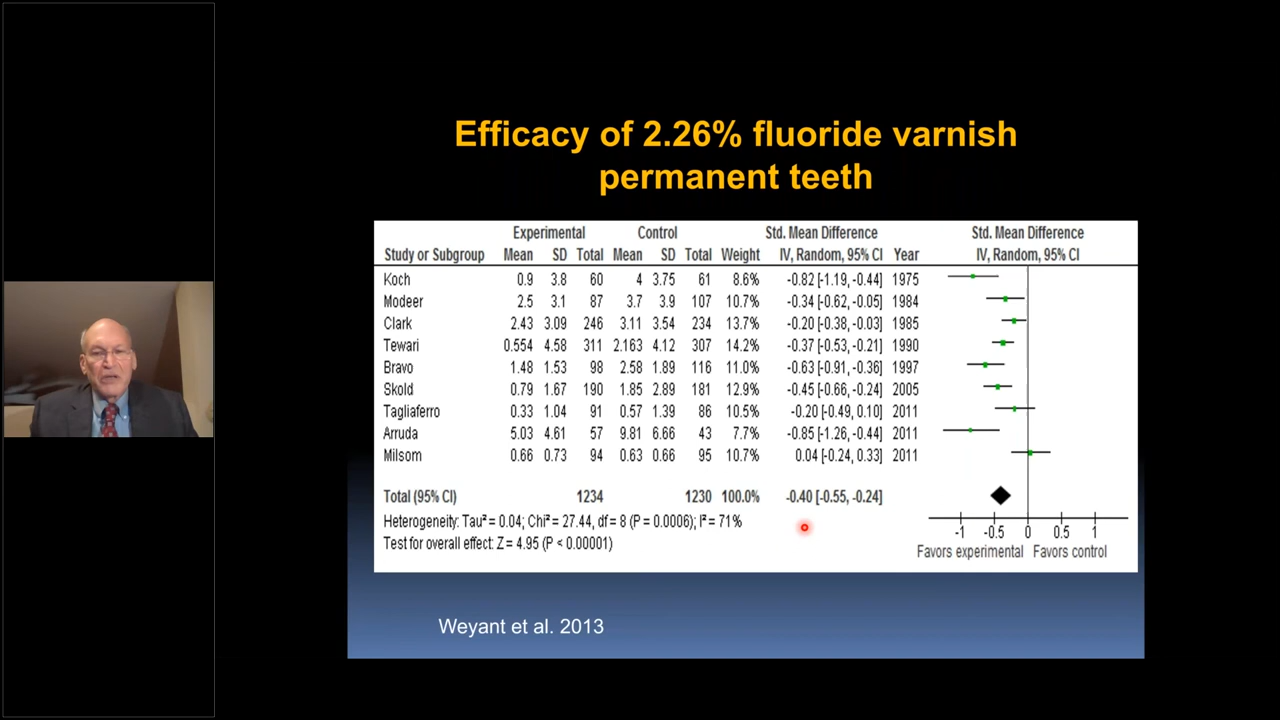 Efficacy of 2.26% fluoride varnish
permanent teeth
Experimental Control Std. Mean Difference Std. Mean Difference
Study or Subgroup Mean SD Total Mean SD Total Weight IV, Random, 95% CI Year IV, Random, 95% CI
Koch 0.9 3.8 60 4 3.75 61 8.6% -0.82 [-1.19, -0.44] 1975
Modeer 2.5 3.1 87 3.7 3.9 107 10.7% -0.34 [-0.62, -0.05] 1984
Clark 2.43 3.09 246 3.11 3.54 234 13.7% -0.20 [-0.38, -0.03] 1985
Tewari 0.554 4.58 311 2.163 4.12 307 14.2% -0.37 [-0.53, -0.21] 1990
Bravo 1.48 1.53 98 2.58 1.89 116 11.0% -0.63 [-0.91, -0.36] 1997
Skold 0.79 1.67 190 1.85 2.89 181 12.9% -0.45 [-0.66, -0.24] 2005
Tagliaferro 0.33 1.04 91 0.57 1.39 86 10.5% -0.20 [-0.49, 0.10] 2011
Arruda 5.03 4.61 57 9.81 6.66 43 7.7% -0.85 [-1.26, -0.44] 2011
Milsom 0.66 0.73 94 0.63 0.66 95 10.7% 0.04 [-0.24, 0.33] 2011
Total (95% CI) 1234 1230 100.0% -0.40 [-0.55, -0.24]
Heterogeneity: Tau² = 0.04; Chi² = 27.44, df = 8 (P = 0.0006); I² = 71%
Test for overall effect: Z = 4.95 (P < 0.00001)
-1 -0.5 0 0.5 1
Favors experimental Favors control
Weyant et al. 2013